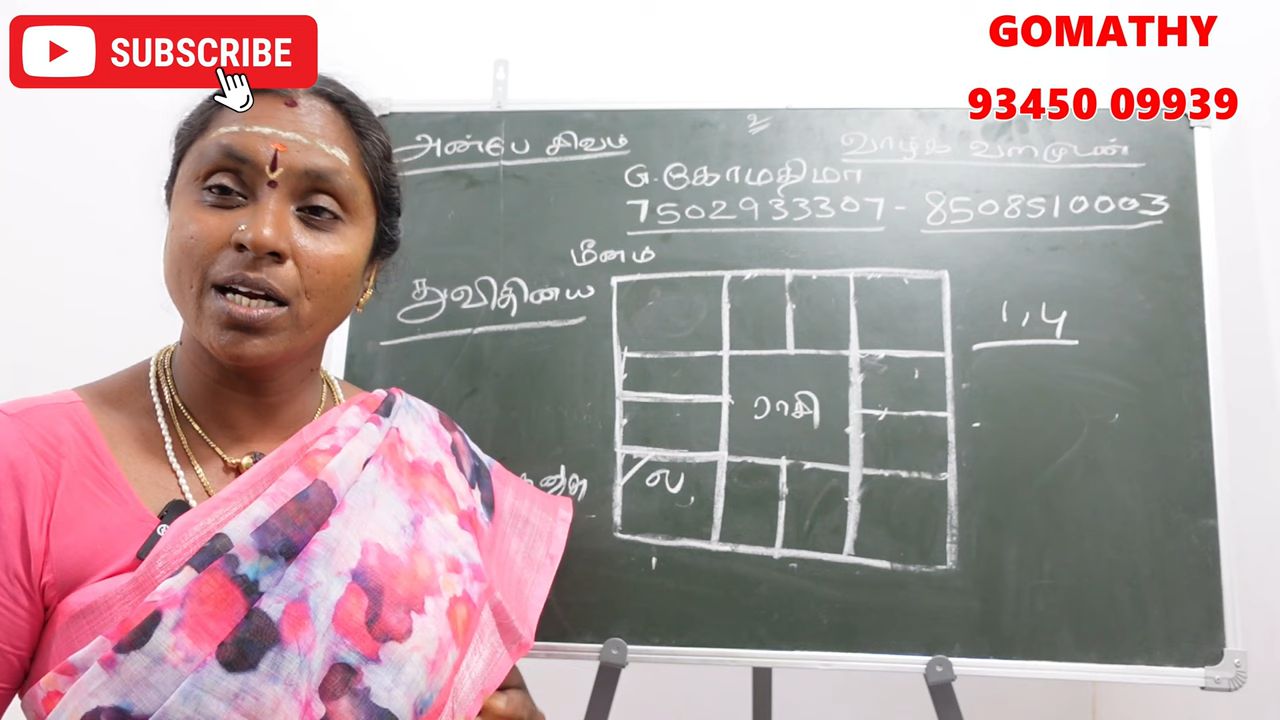 SUBSCRIBE
GOMATHY
93450 09939
உ
அன்பே சிவம்
வாழ்க வளமுடன்
G.கோமதிமா
7502933307 - 8508510003
மீனம்
துவிதியை
1,4
ராசி
ல